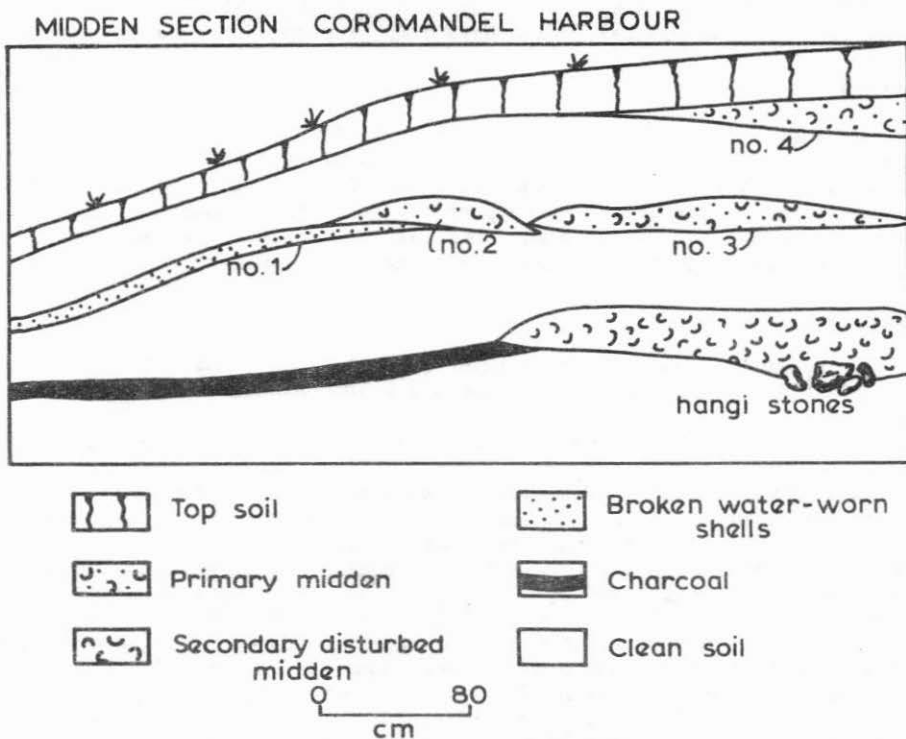 MIDDEN SECTION COROMANDEL HARBOUR
no. 4
no. 1
no. 2
no. 3
hangi stones
Top soil
Primary midden
Secondary disturbed
midden
Broken water-worn
shells
Charcoal
Clean soil
0 80
cm